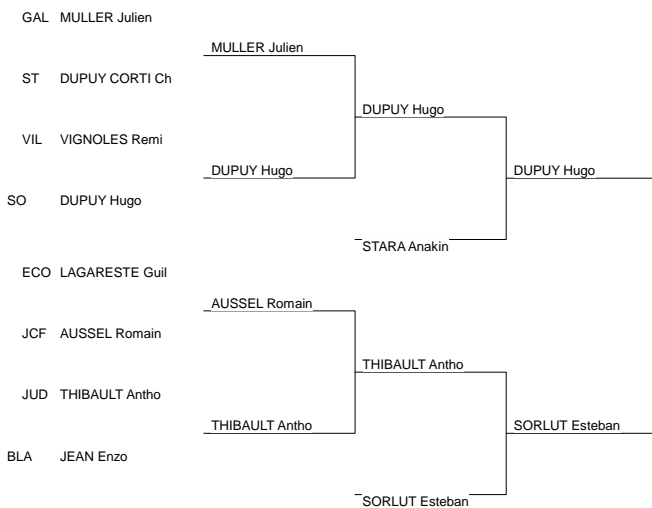 GAL MULLER Julien
MULLER Julien
ST DUPUY CORTI Ch
DUPUY Hugo
VIL VIGNOLES Remi
DUPUY Hugo
DUPUY Hugo
SO DUPUY Hugo
STARA Anakin
ECO LAGARESTE Guil
AUSSEL Romain
JCF AUSSEL Romain
THIBAULT Antho
JUD THIBAULT Antho
THIBAULT Antho
SORLUT Esteban
BLA JEAN Enzo
SORLUT Esteban